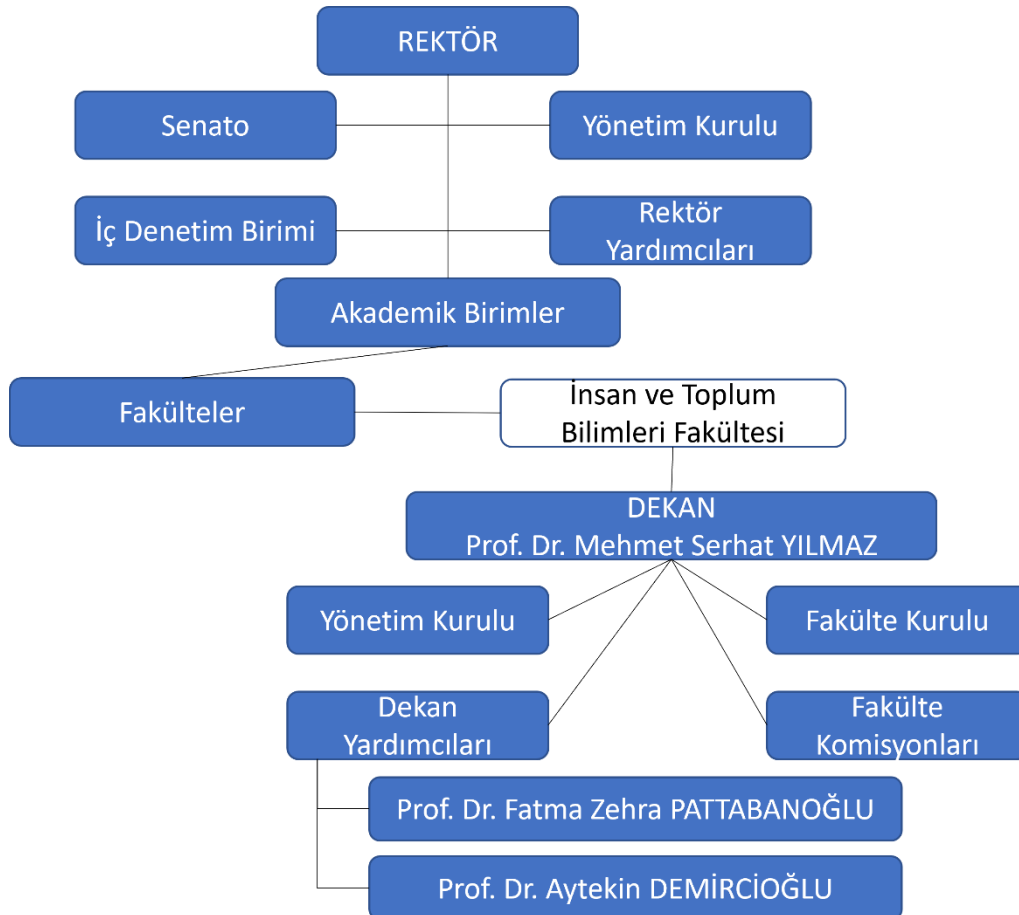 REKTÖR
Senato
Yönetim Kurulu
İç Denetim Birimi
Rektör
Yardımcıları
Akademik Birimler
Fakülteler
İnsan ve Toplum
Bilimleri Fakültesi
DEKAN
Prof. Dr. Mehmet Serhat YILMAZ
Yönetim Kurulu
Fakülte Kurulu
Dekan
Yardımcıları
Fakülte
Komisyonları
Prof. Dr. Fatma Zehra PATTABANOĞLU
Prof. Dr. Aytekin DEMİRCİOĞLU